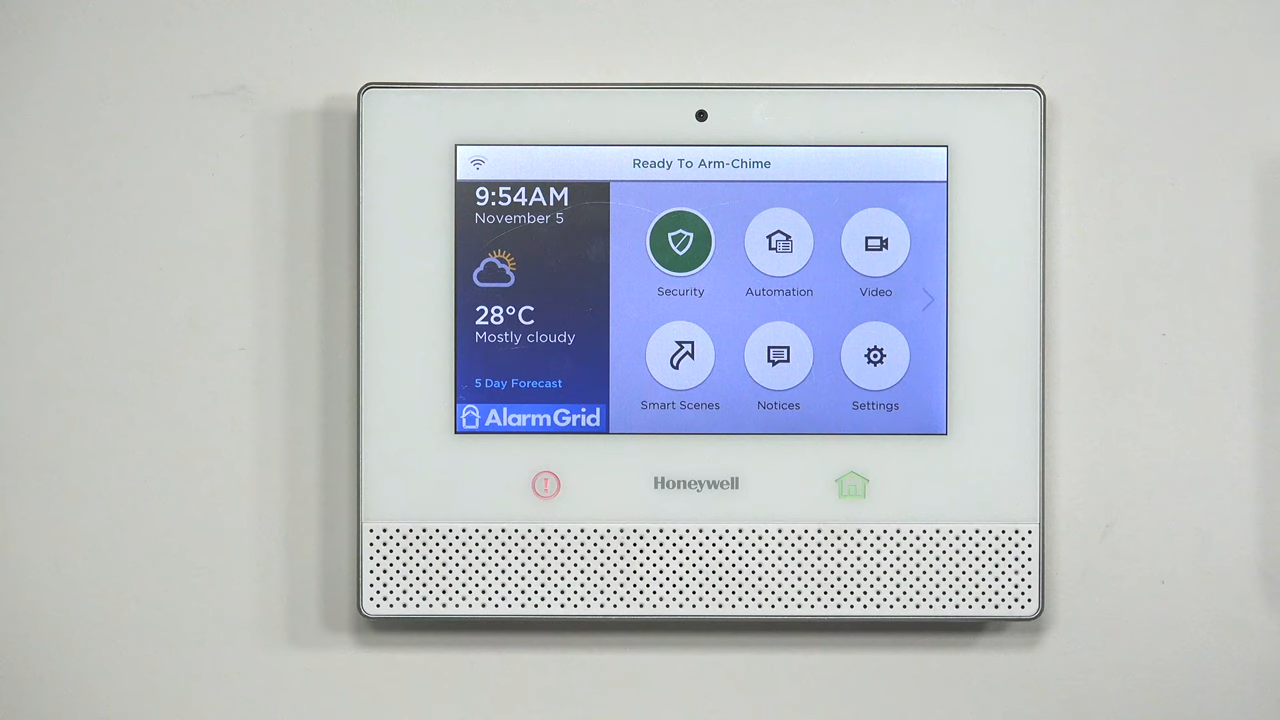 Ready To Arm-Chime
9:54AM
November 5
28°C
Mostly cloudy
5 Day Forecast
AlarmGrid
Security
Automation
Video
Smart Scenes
Notices
Settings
Honeywell